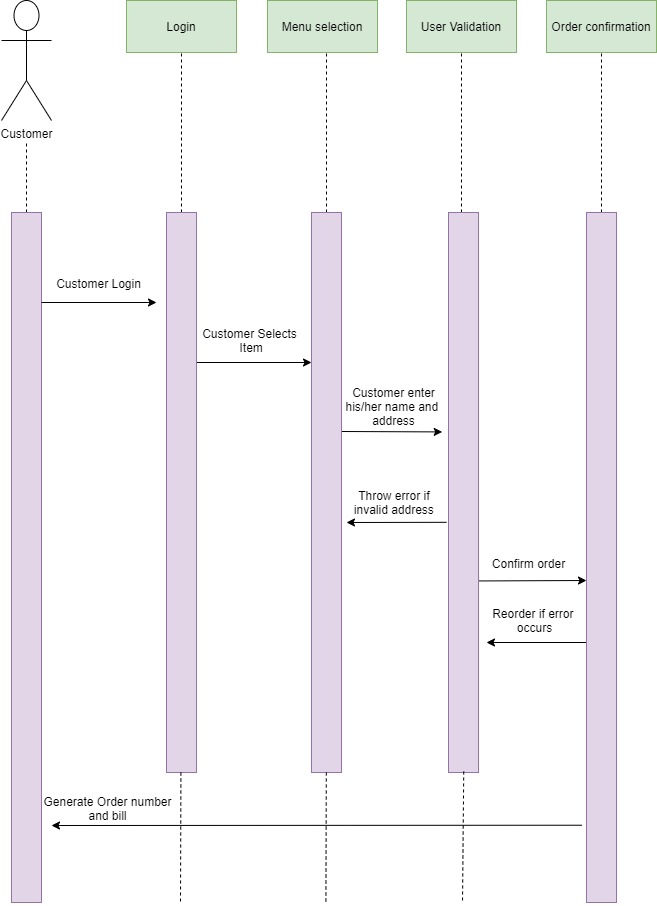 Login
Menu selection
User Validation
Order confirmation
Customer
Customer Login
Customer Selects
Item
Customer enter
his/her name and
address
Throw error if
invalid address
Confirm order
Reorder if error
occurs
Generate Order number
and bill